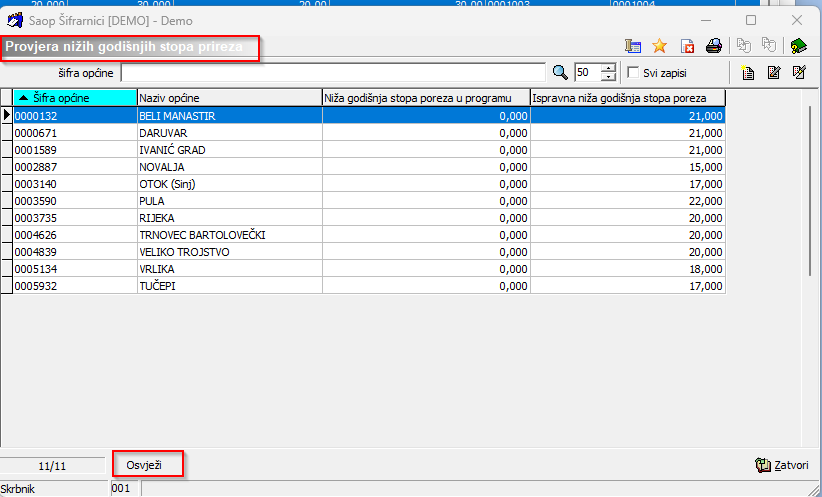 Saop Šifrarnici [DEMO] - Demo
Provjera nižih godišnjih stopa prireza
šifra općine 50 Svi zapisi
Šifra općine Naziv općine Niža godišnja stopa poreza u programu Ispravna niža godišnja stopa poreza
0000132 BELI MANASTIR 0,000 21,000
0000671 DARUVAR 0,000 21,000
0001589 IVANIĆ GRAD 0,000 21,000
0002887 NOVALJA 0,000 15,000
0003140 OTOK (Sinj) 0,000 17,000
0003590 PULA 0,000 22,000
0003735 RIJEKA 0,000 20,000
0004626 TRNOVEC BARTOLOVEČKI 0,000 20,000
0004839 VELIKO TROJSTVO 0,000 20,000
0005134 VRLIKA 0,000 18,000
0005932 TUČEPI 0,000 17,000
11/11 Osvježi Zatvori
Skrbnik 001